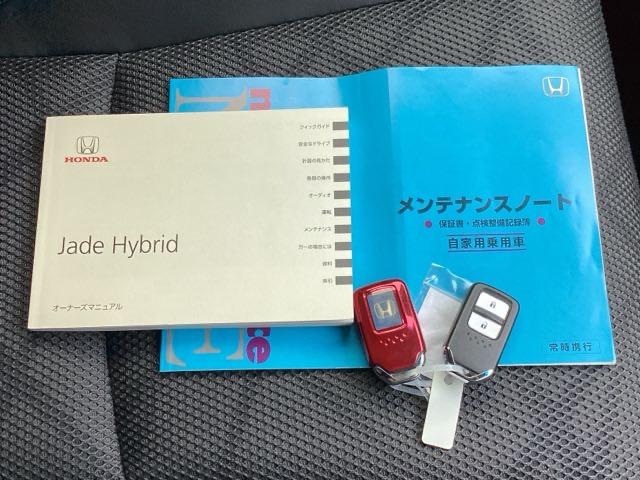 HONDA
Jade Hybrid
オーナーズマニュアル
クイックガイド
安全なドライブ
計器の見かた
各部の操作
オーディオ
運転
メンテナンス
万一の場合には
資料
索引
メンテナンスノート
保証書・点検整備記録簿
自家用乗用車
常時携行